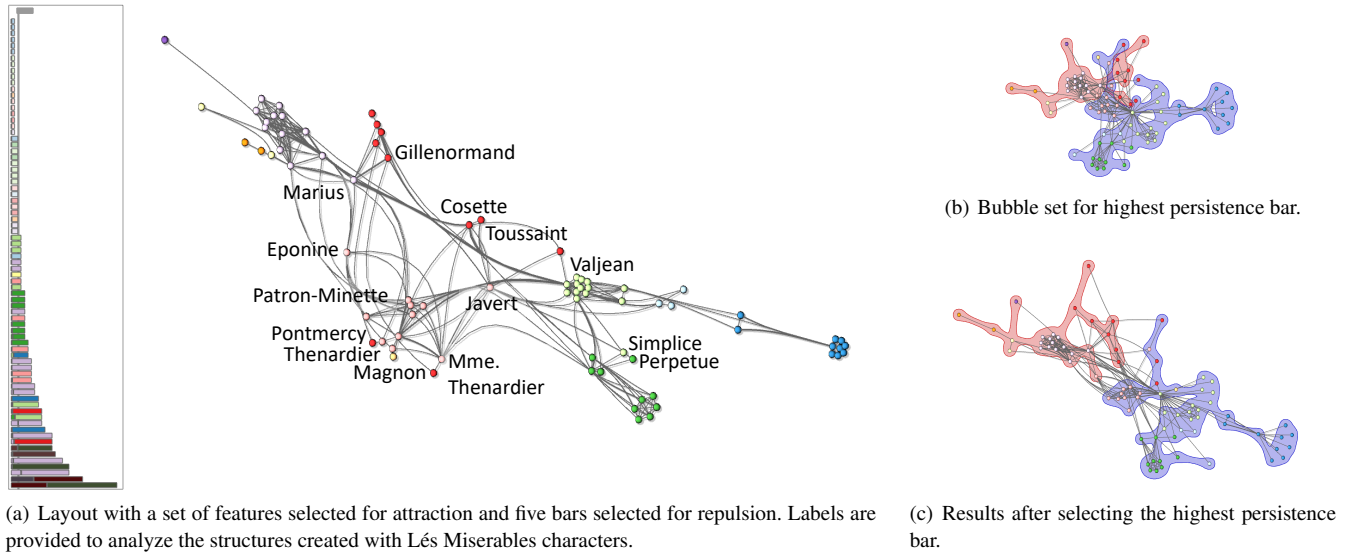 Gillenormand
Marius
Cosette
Toussaint
Eponine
Valjean
Patron-Minette
Javert
Pontmercy
Thenardier
Magnon
Mme.
Thenardier
Simplice
Perpetue
(a) Layout with a set of features selected for attraction and five bars selected for repulsion. Labels are
provided to analyze the structures created with Lés Miserables characters.
(b) Bubble set for highest persistence bar.
(c) Results after selecting the highest persistence
bar.